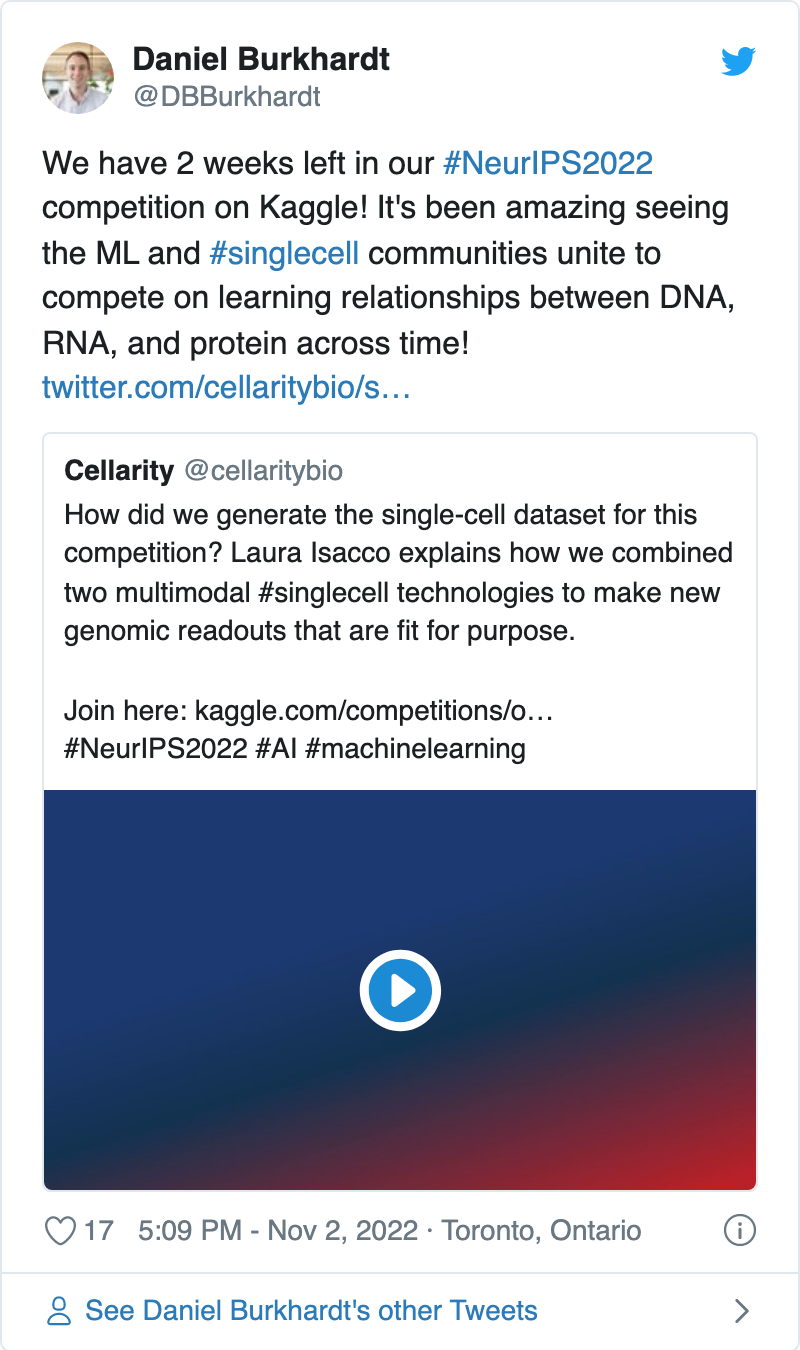 Daniel Burkhardt
@DBBurkhardt
We have 2 weeks left in our #NeurIPS2022
competition on Kaggle! It's been amazing seeing
the ML and #singlecell communities unite to
compete on learning relationships between DNA,
RNA, and protein across time!
twitter.com/cellaritybio/s…
Cellarity @cellaritybio
How did we generate the single-cell dataset for this
competition? Laura Isacco explains how we combined
two multimodal #singlecell technologies to make new
genomic readouts that are fit for purpose.
Join here: kaggle.com/competitions/o…
#NeurIPS2022 #AI #machinelearning
17 5:09 PM - Nov 2, 2022 · Toronto, Ontario
See Daniel Burkhardt's other Tweets